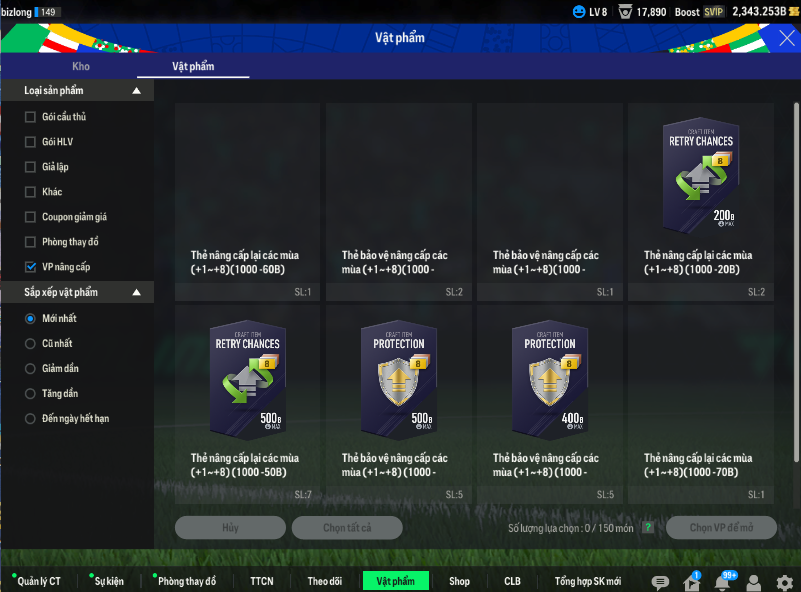 bizlong 149
LV 8 17,890 Boost SVIP 2,343.253B
Vật phẩm
Kho Vật phẩm
Loại sản phẩm
Gói cầu thủ
Gói HLV
Giả lập
Khác
Coupon giảm giá
Phòng thay đồ
VP nâng cấp
Sắp xếp vật phẩm
Mới nhất
Cũ nhất
Giảm dần
Tăng dần
Đến ngày hết hạn
Thẻ nâng cấp lại các mùa
(+1~+8)(1000 -60B)
SL:1
Thẻ bảo vệ nâng cấp các
mùa (+1~+8)(1000 -
SL:2
Thẻ bảo vệ nâng cấp các
mùa (+1~+8)(1000 -
SL:1
CRAFT ITEM
RETRY CHANCES
8
200B
MAX
Thẻ nâng cấp lại các mùa
(+1~+8)(1000 -20B)
SL:2
CRAFT ITEM
RETRY CHANCES
8
500B
MAX
Thẻ nâng cấp lại các mùa
(+1~+8) (1000 -50B)
SL:7
CRAFT ITEM
PROTECTION
8
500B
MAX
Thẻ bảo vệ nâng cấp các
mùa (+1~+8) (1000 -
SL:5
CRAFT ITEM
PROTECTION
8
400B
MAX
Thẻ bảo vệ nâng cấp các
mùa (+1~+8) (1000 -
SL:5
Thẻ nâng cấp lại các mùa
(+1~+8)(1000 -70B)
SL:1
Hủy Chọn tất cả Số lượng lựa chọn : 0 / 150 món ? Chọn VP để mở
Quản lý CT Sự kiện Phòng thay đồ TTCN Theo dõi Vật phẩm Shop CLB Tổng hợp SK mới 1 99+